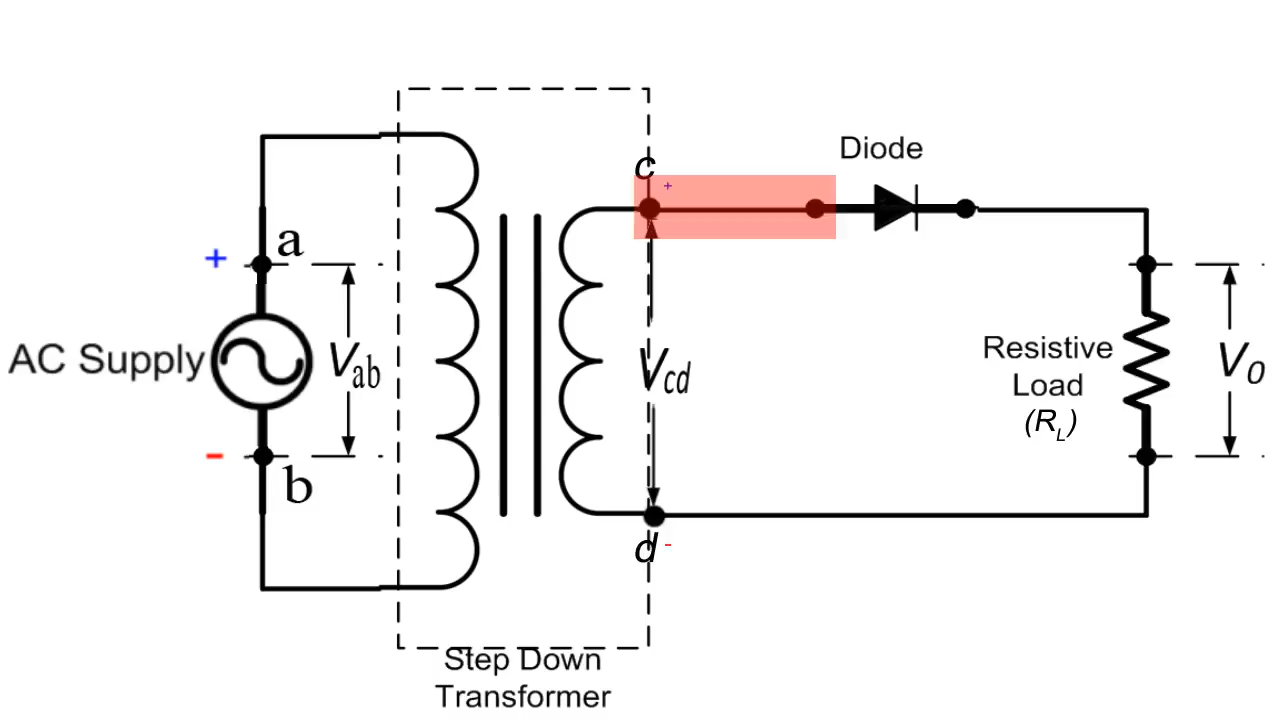 Diode
c
+
a
+
AC Supply
Vab
Vcd
Resistive
Load
(RL)
V0
-
b
d
-
Step Down
Transformer